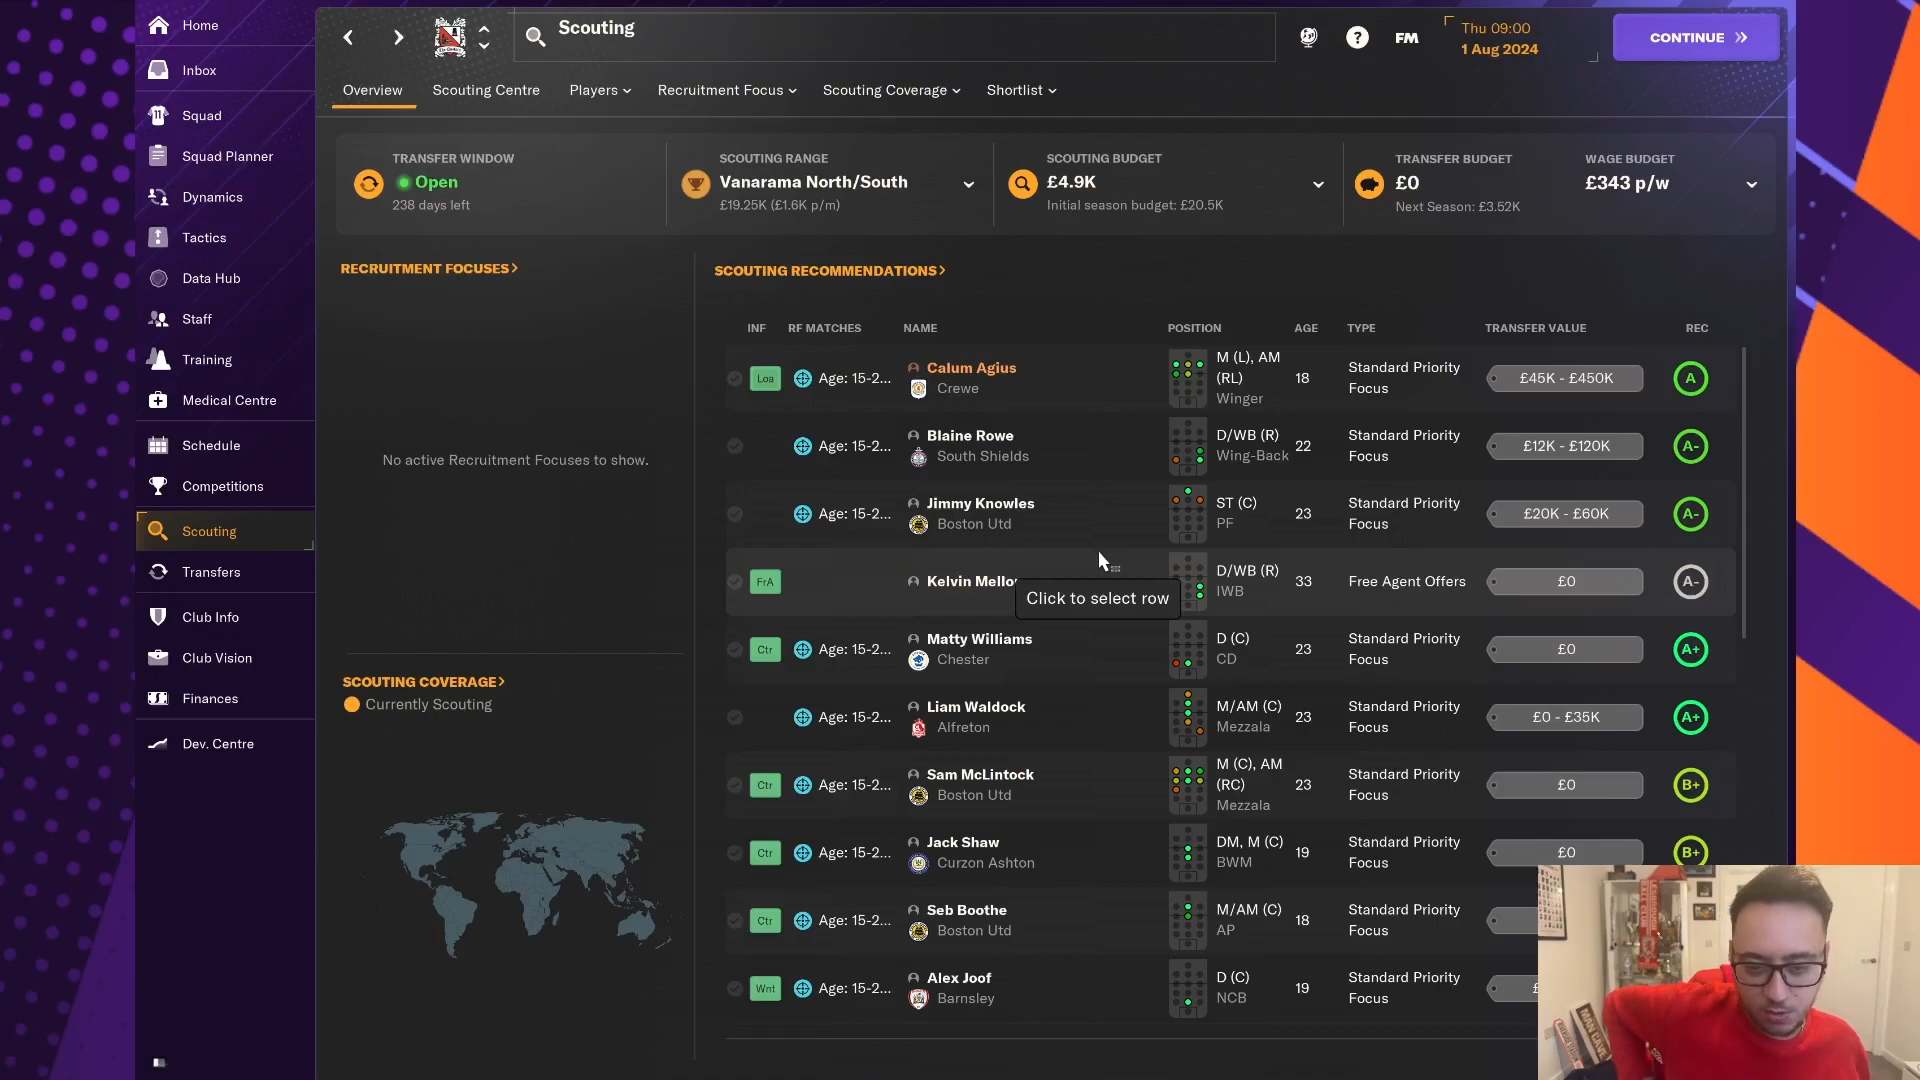 Home
Inbox
Squad
Squad Planner
Dynamics
Tactics
Data Hub
Staff
Training
Medical Centre
Schedule
Competitions
Scouting
Transfers
Club Info
Club Vision
Finances
Dev. Centre
Scouting
?
FM
Thu 09:00
1 Aug 2024
CONTINUE
Overview
Scouting Centre
Players
Recruitment Focus
Scouting Coverage
Shortlist
TRANSFER WINDOW
Open
238 days left
SCOUTING RANGE
Vanarama North/South
£19.25K (£1.6K p/m)
SCOUTING BUDGET
£4.9K
Initial season budget: £20.5K
TRANSFER BUDGET
£0
Next Season: £3.52K
WAGE BUDGET
£343 p/w
RECRUITMENT FOCUSES
No active Recruitment Focuses to show.
SCOUTING COVERAGE
Currently Scouting
SCOUTING RECOMMENDATIONS
INF RF MATCHES NAME POSITION AGE TYPE TRANSFER VALUE REC
Loa Age: 15-2... Calum Agius Crewe M (L), AM (RL) Winger 18 Standard Priority Focus £45K - £450K A
Age: 15-2... Blaine Rowe South Shields D/WB (R) Wing-Back 22 Standard Priority Focus £12K - £120K A-
Age: 15-2... Jimmy Knowles Boston Utd ST (C) PF 23 Standard Priority Focus £20K - £60K A-
FrA Kelvin Mello D/WB (R) IWB 33 Free Agent Offers £0 A-
Click to select row
Ctr Age: 15-2... Matty Williams Chester D (C) CD 23 Standard Priority Focus £0 A+
Age: 15-2... Liam Waldock Alfreton M/AM (C) Mezzala 23 Standard Priority Focus £0 - £35K A+
Ctr Age: 15-2... Sam McLintock Boston Utd M (C), AM (RC) Mezzala 23 Standard Priority Focus £0 B+
Ctr Age: 15-2... Jack Shaw Curzon Ashton DM, M (C) BWM 19 Standard Priority Focus £0 B+
Ctr Age: 15-2... Seb Boothe Boston Utd M/AM (C) AP 18 Standard Priority Focus
Wnt Age: 15-2... Alex Joof Barnsley D (C) NCB 19 Standard Priority Focus £
MAN CAVE